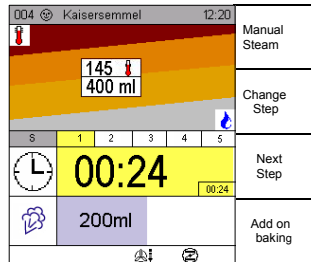 004 Kaisersemmel 12:20
Manual
Steam
145
400 ml
Change
Step
S 1 2 3 4 5
00:24
00:24
Next
Step
200ml
Add on
baking